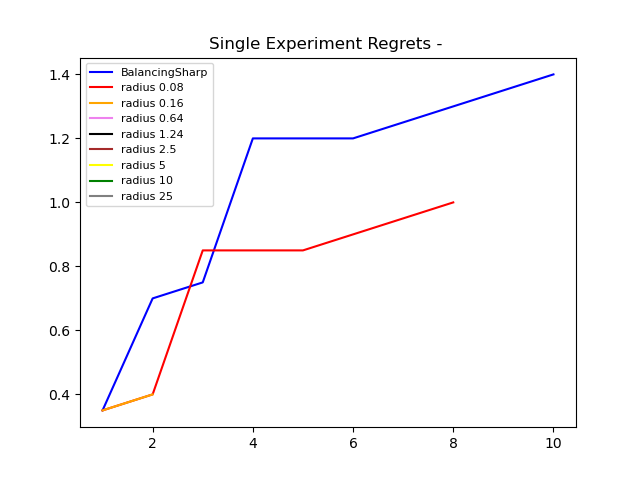 Single Experiment Regrets -
BalancingSharp
radius 0.08
radius 0.16
radius 0.64
radius 1.24
radius 2.5
radius 5
radius 10
radius 25
1.4
1.2
1.0
0.8
0.6
0.4
2 4 6 8 10